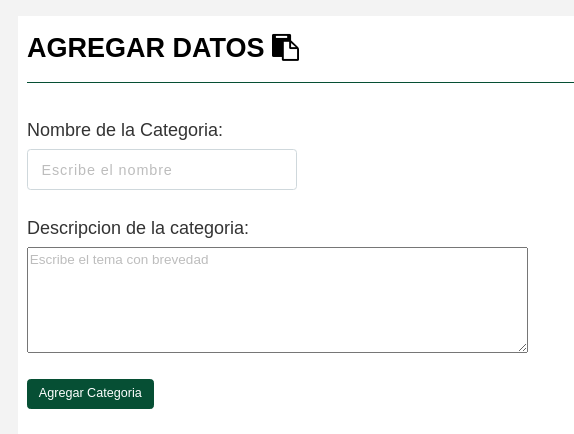 AGREGAR DATOS
Nombre de la Categoria:
Escribe el nombre
Descripcion de la categoria:
Escribe el tema con brevedad
Agregar Categoria